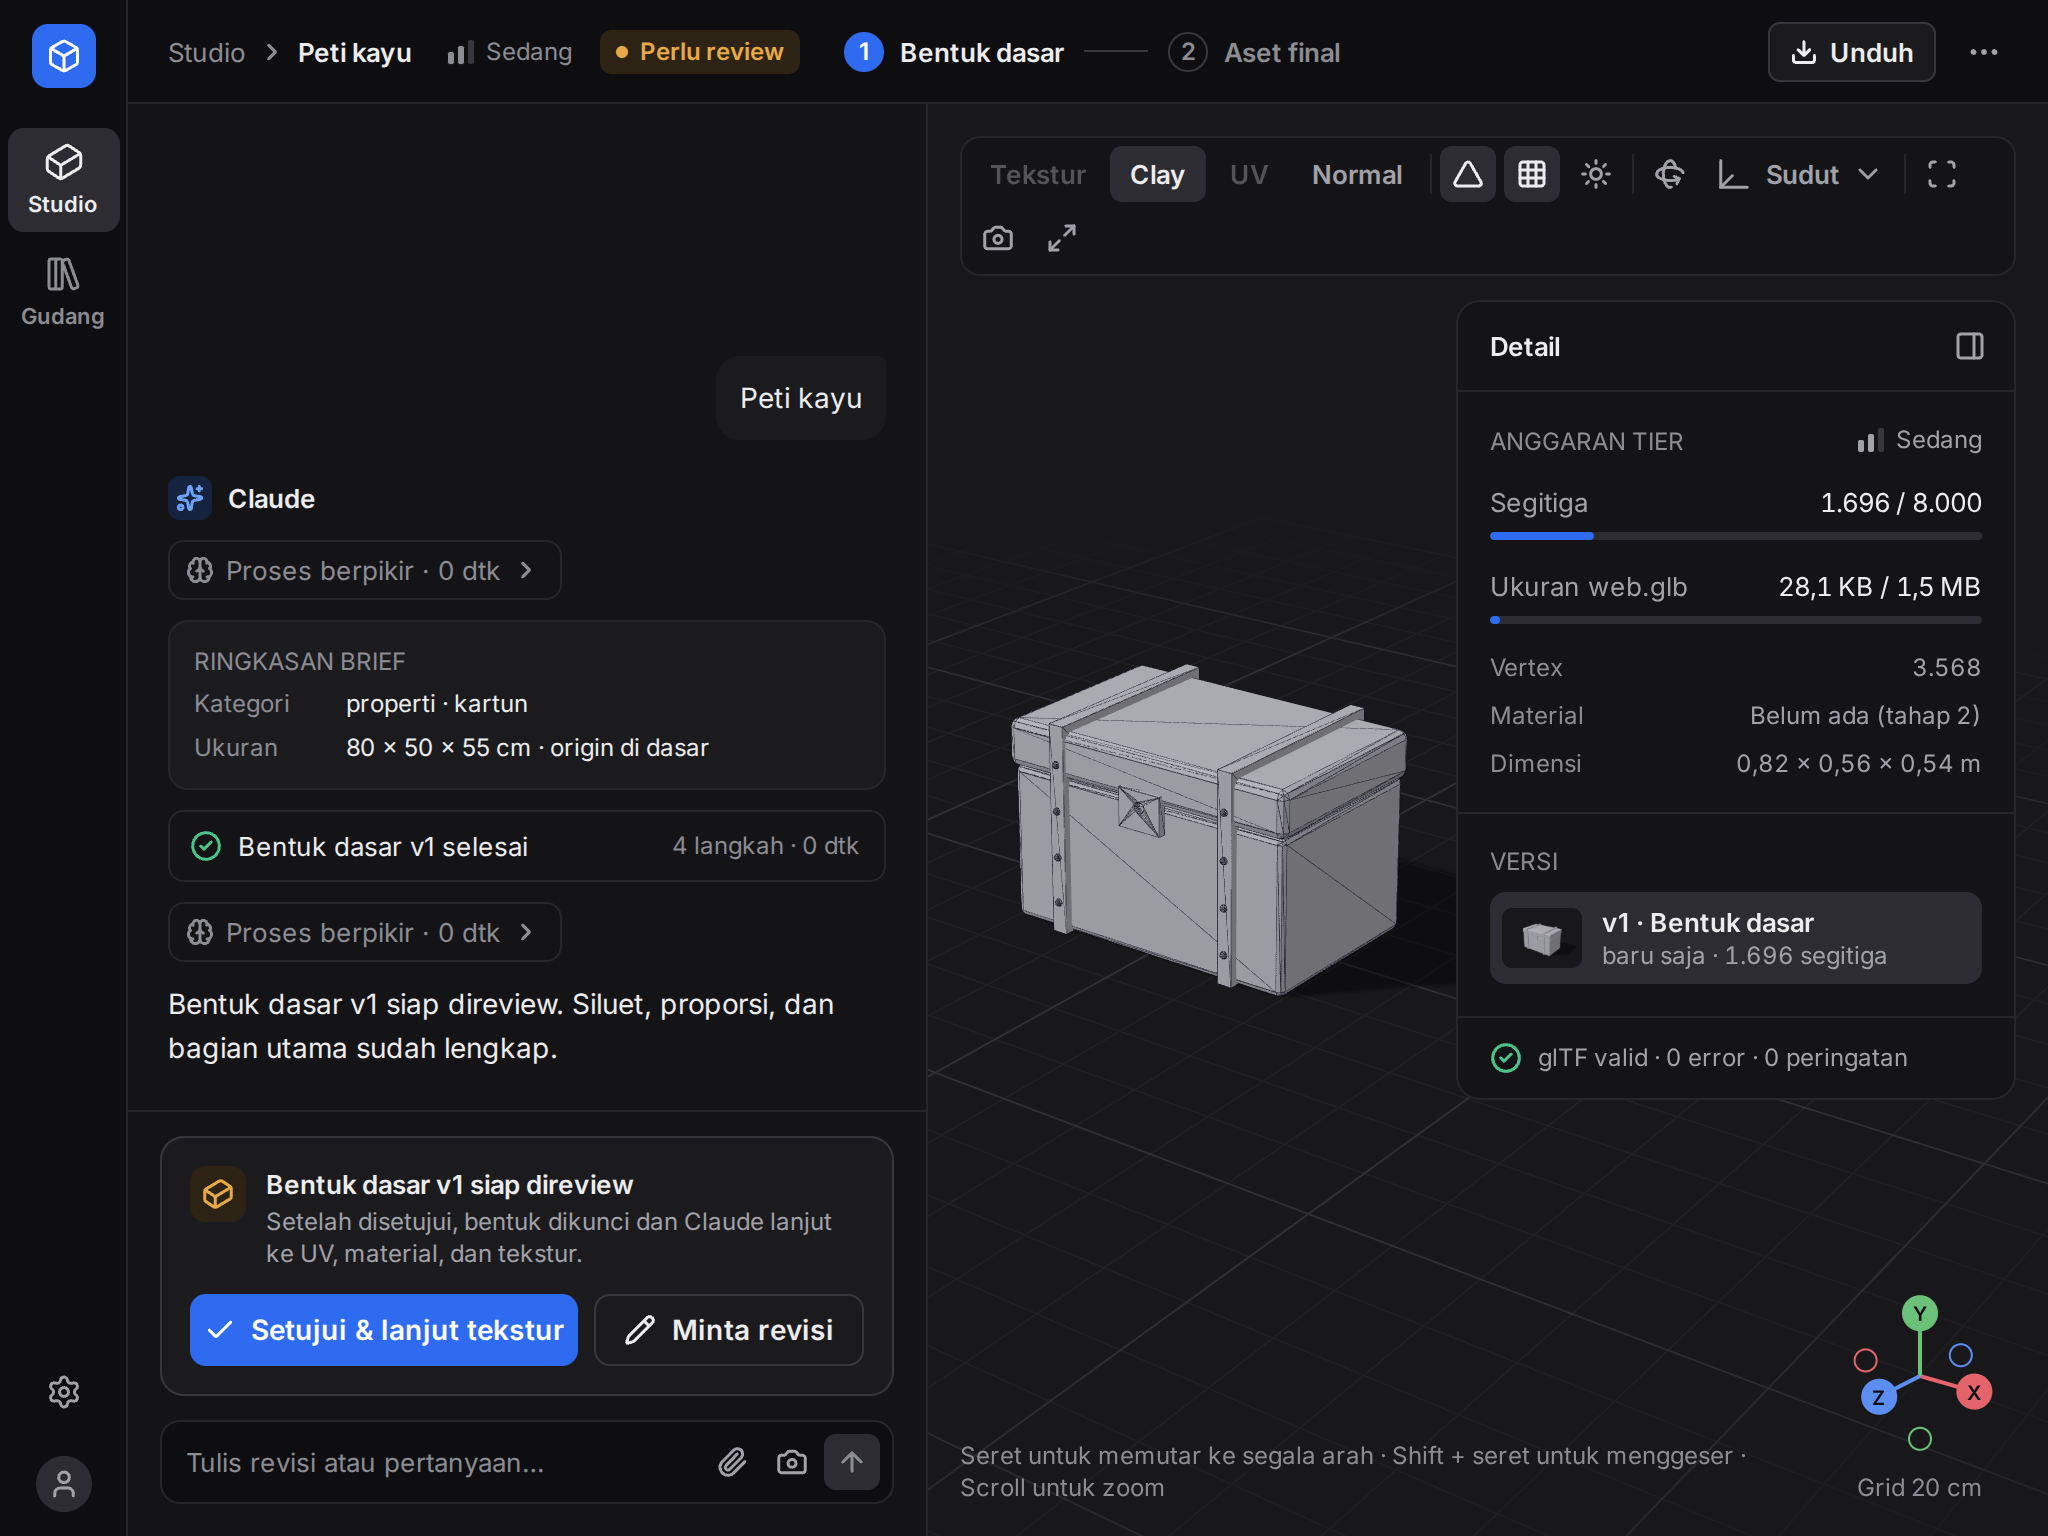 Studio
Gudang
Studio > Peti kayu
Sedang
Perlu review
1 Bentuk dasar
2 Aset final
Unduh
Peti kayu
Claude
Proses berpikir · 0 dtk
RINGKASAN BRIEF
Kategori properti · kartun
Ukuran 80 × 50 × 55 cm · origin di dasar
Bentuk dasar v1 selesai 4 langkah · 0 dtk
Proses berpikir · 0 dtk
Bentuk dasar v1 siap direview. Siluet, proporsi, dan
bagian utama sudah lengkap.
Bentuk dasar v1 siap direview
Setelah disetujui, bentuk dikunci dan Claude lanjut
ke UV, material, dan tekstur.
Setujui & lanjut tekstur
Minta revisi
Tulis revisi atau pertanyaan...
Tekstur Clay UV Normal Sudut
Detail
ANGGARAN TIER Sedang
Segitiga 1.696 / 8.000
Ukuran web.glb 28,1 KB / 1,5 MB
Vertex 3.568
Material Belum ada (tahap 2)
Dimensi 0,82 × 0,56 × 0,54 m
VERSI
v1 · Bentuk dasar
baru saja · 1.696 segitiga
glTF valid · 0 error · 0 peringatan
Y
Z
X
Seret untuk memutar ke segala arah · Shift + seret untuk menggeser ·
Scroll untuk zoom
Grid 20 cm